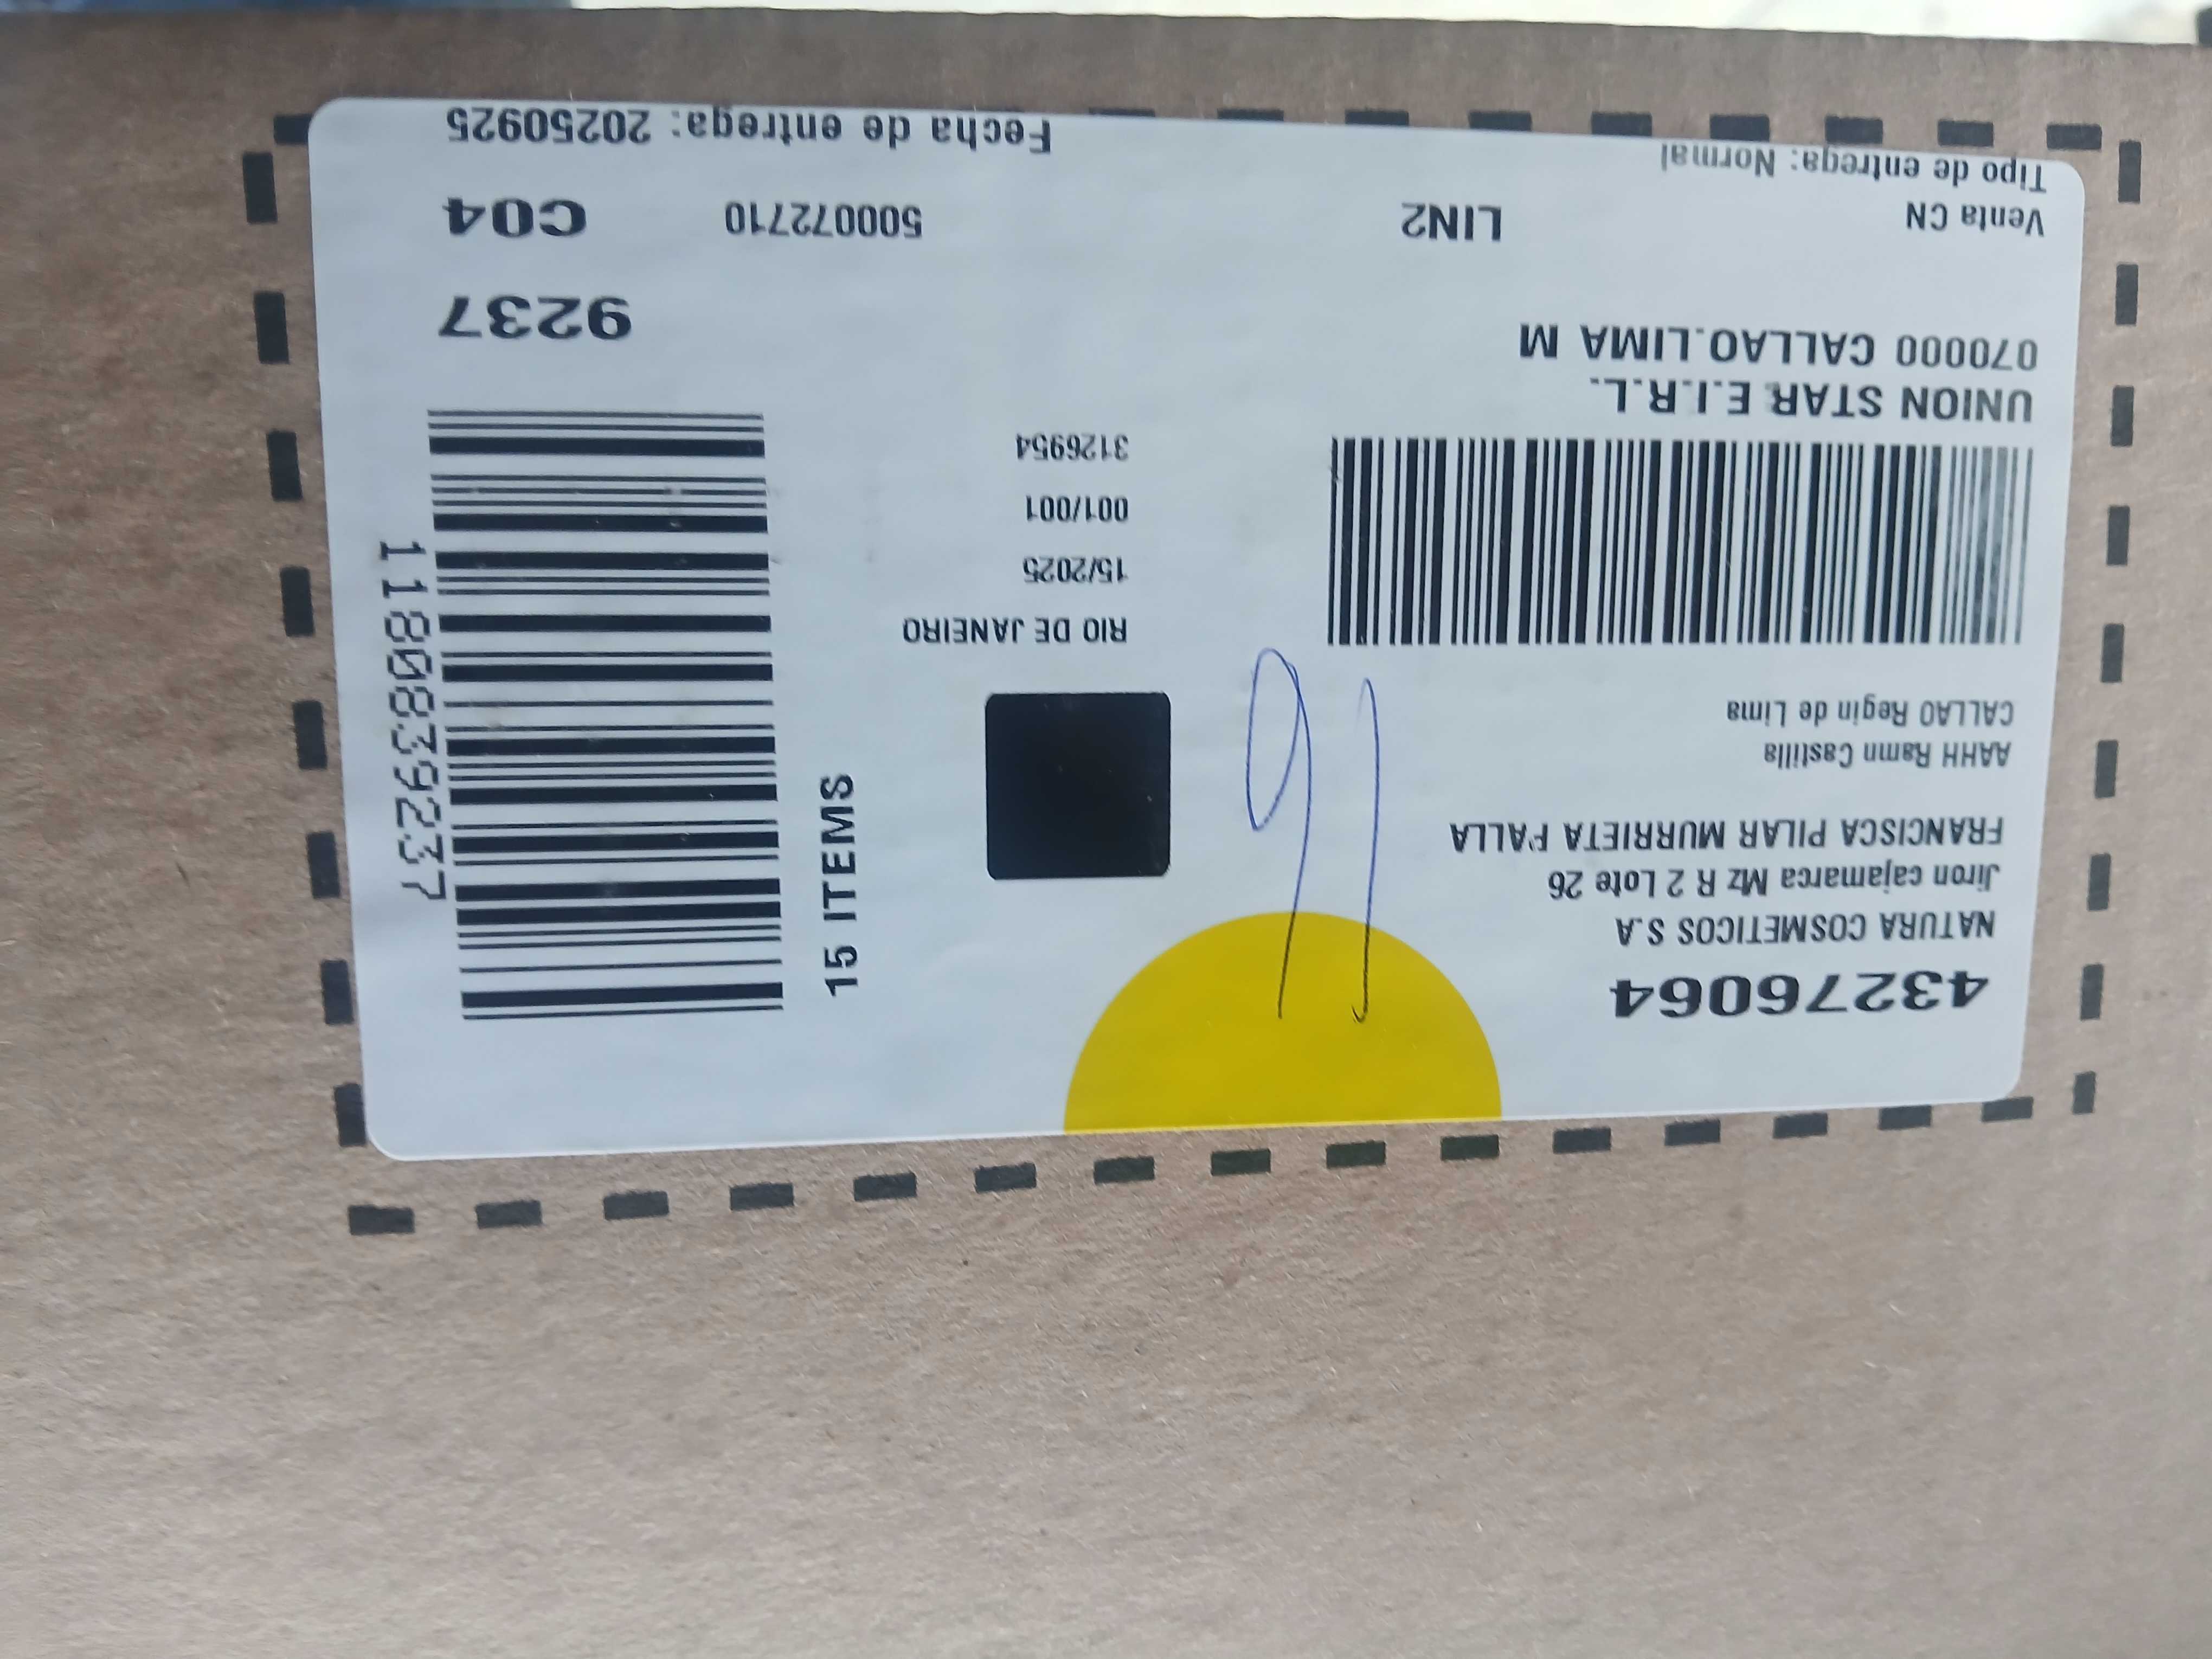 43276064
NATURA COSMETICOS S.A
Jiron cajamarca Mz R 2 Lote 26
FRANCISCA PILAR MURRIETA FALLA
AAHH Ramn Castilla
CALLAO Regin de Lima
UNION STAR E.I.R.L.
070000 CALLAO.LIMA M
Venta CN
LIN2
Tipo de entrega: Normal
RIO DE JANEIRO
15/2025
001/001
3126954
15 ITEMS
1180839237
9237
500072710
C04
Fecha de entrega: 20250925